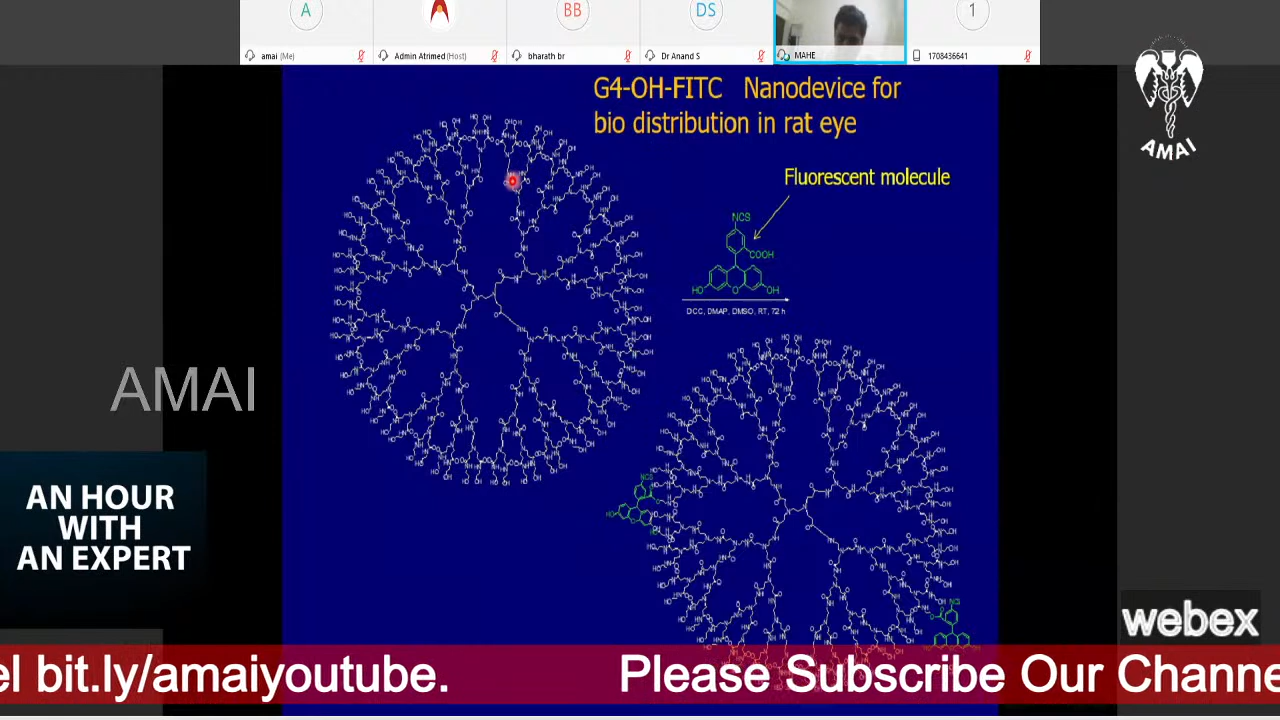 A
BB
DS
1
amai (Me)
Admin Atrimed (Host)
bharath br
Dr Anand S
MAHE
1708436641
G4-OH-FITC Nanodevice for
bio distribution in rat eye
AMAI
Fluorescent molecule
NCS
COOH
HO
O
OH
DCC, DMAP, DMSO, RT, 72 h
AMAI
AN HOUR
WITH
AN EXPERT
NCS
NCS
webex
el bit.ly/amaiyoutube.
Please Subscribe Our Channe